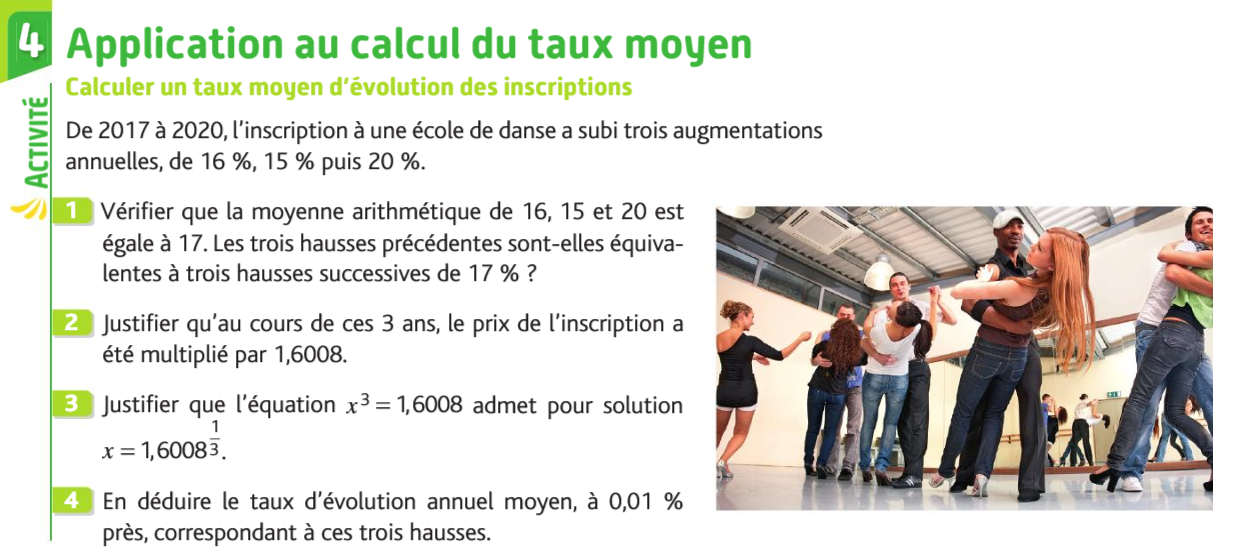 4 Application au calcul du taux moyen
Calculer un taux moyen d'évolution des inscriptions
ACTIVITÉ
De 2017 à 2020, l'inscription à une école de danse a subi trois augmentations
annuelles, de 16 %, 15 % puis 20 %.
1 Vérifier que la moyenne arithmétique de 16, 15 et 20 est
égale à 17. Les trois hausses précédentes sont-elles équiva-
lentes à trois hausses successives de 17 % ?
2 Justifier qu'au cours de ces 3 ans, le prix de l'inscription a
été multiplié par 1,6008.
3 Justifier que l'équation x³ = 1,6008 admet pour solution
x = 1,6008^(1/3).
4 En déduire le taux d'évolution annuel moyen, à 0,01 %
près, correspondant à ces trois hausses.